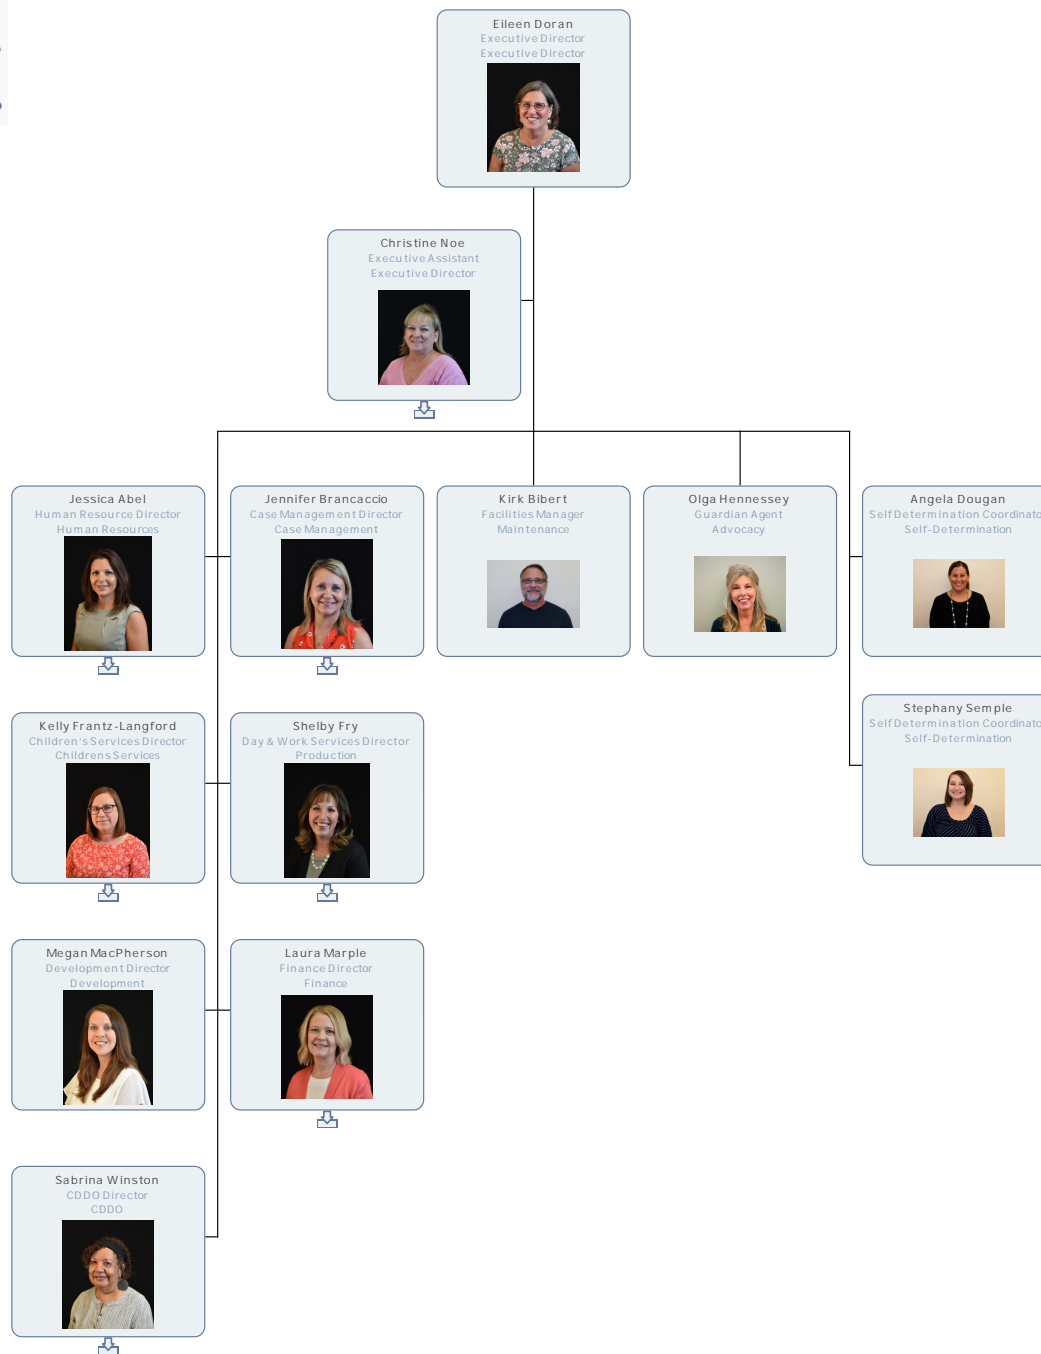 Eileen Doran
Executive Director
Executive Director
Christine Noe
Executive Assistant
Executive Director
Jessica Abel
Human Resource Director
Human Resources
Jennifer Brancaccio
Case Management Director
Case Management
Kirk Bibert
Facilities Manager
Maintenance
Olga Hennessey
Guardian Agent
Advocacy
Angela Dougan
Self Determination Coordinato
Self-Determination
Stephany Semple
Self Determination Coordinato
Self-Determination
Kelly Frantz-Langford
Children's Services Director
Childrens Services
Shelby Fry
Day & Work Services Director
Production
Megan MacPherson
Development Director
Development
Laura Marple
Finance Director
Finance
Sabrina Winston
CDDO Director
CDDO